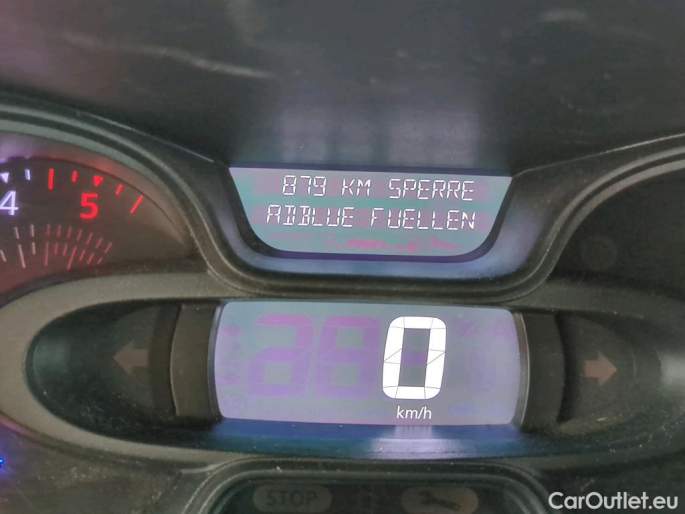 879 KM SPERRE
ADBLUE FUELLEN
4 5
0
km/h
STOP
CarOutlet.eu